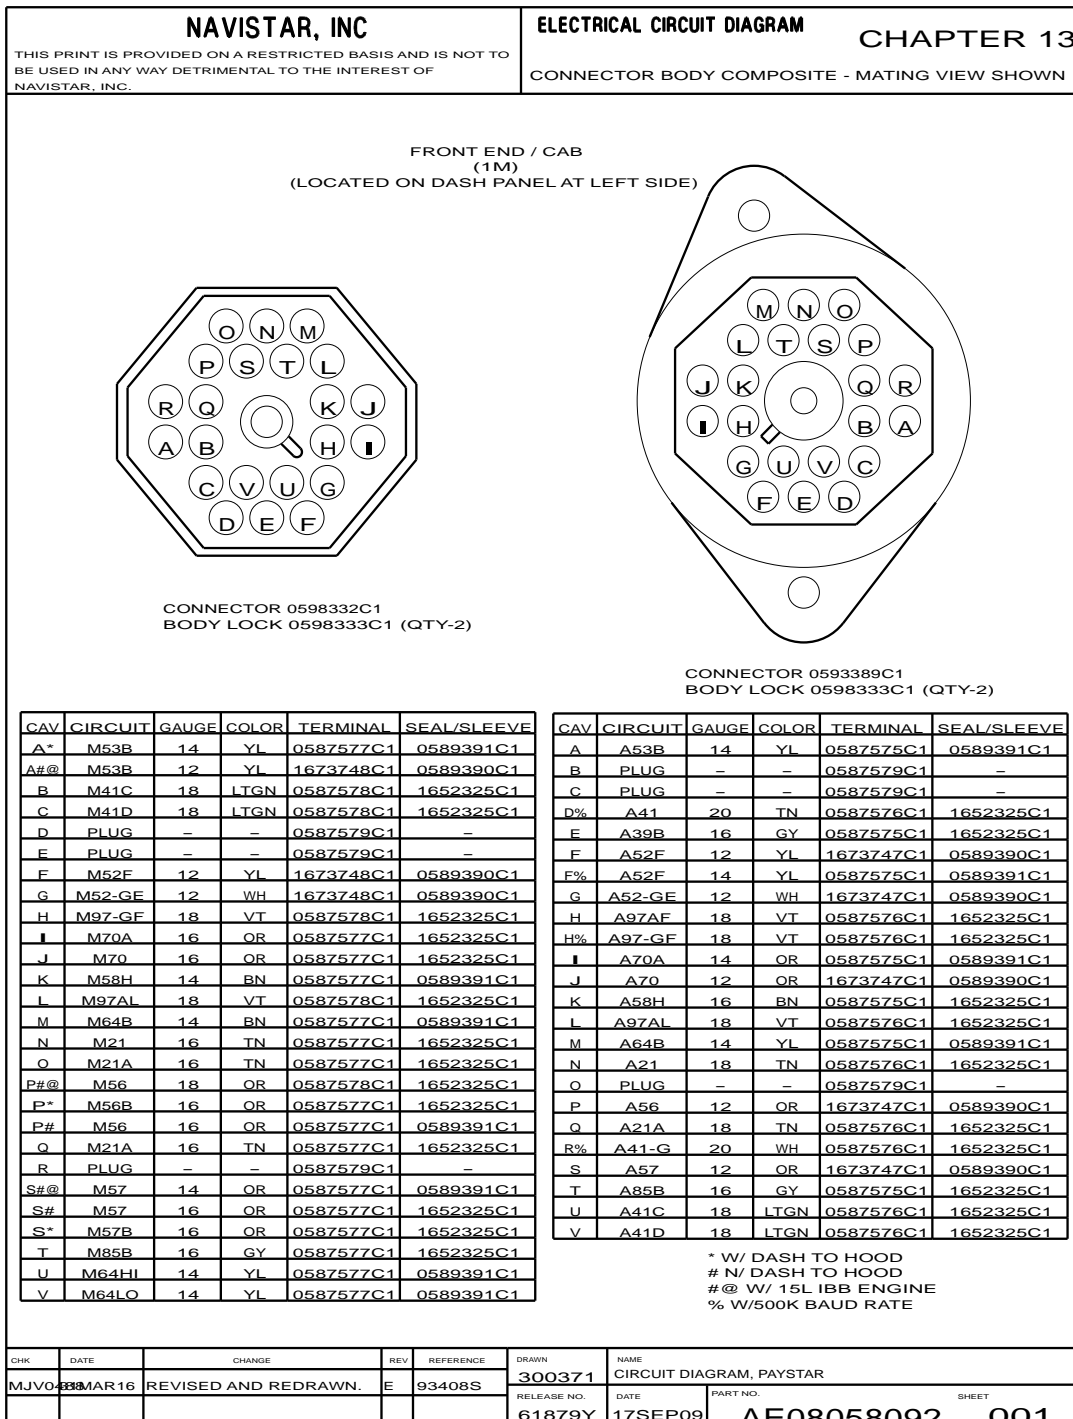 NAVISTAR, INC
THIS PRINT IS PROVIDED ON A RESTRICTED BASIS AND IS NOT TO
BE USED IN ANY WAY DETRIMENTAL TO THE INTEREST OF
NAVISTAR, INC.
ELECTRICAL CIRCUIT DIAGRAM
CHAPTER 13
CONNECTOR BODY COMPOSITE - MATING VIEW SHOWN
FRONT END / CAB
(1M)
(LOCATED ON DASH PANEL AT LEFT SIDE)
O N M
P S T L
R Q K J
A B H I
C V U G
D E F
CONNECTOR 0598332C1
BODY LOCK 0598333C1 (QTY-2)
M N O
L T S P
J K Q R
I H B A
G U V C
F E D
CONNECTOR 0593389C1
BODY LOCK 0598333C1 (QTY-2)
CAV CIRCUIT GAUGE COLOR TERMINAL SEAL/SLEEVE
A* M53B 14 YL 0587577C1 0589391C1
A#@ M53B 12 YL 1673748C1 0589390C1
B M41C 18 LTGN 0587578C1 1652325C1
C M41D 18 LTGN 0587578C1 1652325C1
D PLUG – – 0587579C1 –
E PLUG – – 0587579C1 –
F M52F 12 YL 1673748C1 0589390C1
G M52-GE 12 WH 1673748C1 0589390C1
H M97-GF 18 VT 0587578C1 1652325C1
I M70A 16 OR 0587577C1 1652325C1
J M70 16 OR 0587577C1 1652325C1
K M58H 14 BN 0587577C1 0589391C1
L M97AL 18 VT 0587578C1 1652325C1
M M64B 14 BN 0587577C1 0589391C1
N M21 16 TN 0587577C1 1652325C1
O M21A 16 TN 0587577C1 1652325C1
P#@ M56 18 OR 0587578C1 1652325C1
P* M56B 16 OR 0587577C1 1652325C1
P# M56 16 OR 0587577C1 0589391C1
Q M21A 16 TN 0587577C1 1652325C1
R PLUG – – 0587579C1 –
S#@ M57 14 OR 0587577C1 0589391C1
S# M57 16 OR 0587577C1 1652325C1
S* M57B 16 OR 0587577C1 1652325C1
T M85B 16 GY 0587577C1 1652325C1
U M64HI 14 YL 0587577C1 0589391C1
V M64LO 14 YL 0587577C1 0589391C1
CAV CIRCUIT GAUGE COLOR TERMINAL SEAL/SLEEVE
A A53B 14 YL 0587575C1 0589391C1
B PLUG – – 0587579C1 –
C PLUG – – 0587579C1 –
D% A41 20 TN 0587576C1 1652325C1
E A39B 16 GY 0587575C1 1652325C1
F A52F 12 YL 1673747C1 0589390C1
F% A52F 14 YL 0587575C1 0589391C1
G A52-GE 12 WH 1673747C1 0589390C1
H A97AF 18 VT 0587576C1 1652325C1
H% A97-GF 18 VT 0587576C1 1652325C1
I A70A 14 OR 0587575C1 0589391C1
J A70 12 OR 1673747C1 0589390C1
K A58H 16 BN 0587575C1 1652325C1
L A97AL 18 VT 0587576C1 1652325C1
M A64B 14 YL 0587575C1 0589391C1
N A21 18 TN 0587576C1 1652325C1
O PLUG – – 0587579C1 –
P A56 12 OR 1673747C1 0589390C1
Q A21A 18 TN 0587576C1 1652325C1
R% A41-G 20 WH 0587576C1 1652325C1
S A57 12 OR 1673747C1 0589390C1
T A85B 16 GY 0587575C1 1652325C1
U A41C 18 LTGN 0587576C1 1652325C1
V A41D 18 LTGN 0587576C1 1652325C1
* W/ DASH TO HOOD
# N/ DASH TO HOOD
#@ W/ 15L IBB ENGINE
% W/500K BAUD RATE
CHK DATE CHANGE REV REFERENCE
REVISED AND REDRAWN. E 93408S
DRAWN 300371
NAME CIRCUIT DIAGRAM, PAYSTAR
RELEASE NO. 61879Y
DATE 17SEP09
PART NO. AE08058092
SHEET 001